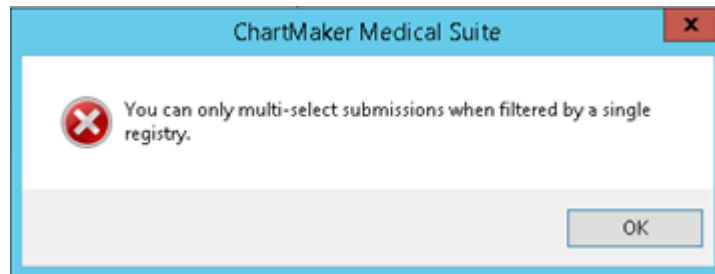 ChartMaker Medical Suite
x
You can only multi-select submissions when filtered by a single
registry.
OK